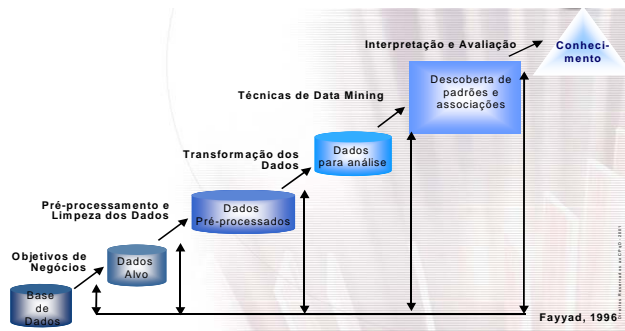 Interpretação e Avaliação
Conheci-
mento
Descoberta de
padrões e
associações
Técnicas de Data Mining
Dados
para análise
Transformação dos
Dados
Dados
Pré-processados
Pré-processamento e
Limpeza dos Dados
Dados
Alvo
Objetivos de
Negócios
Base
de
Dados
Fayyad, 1996